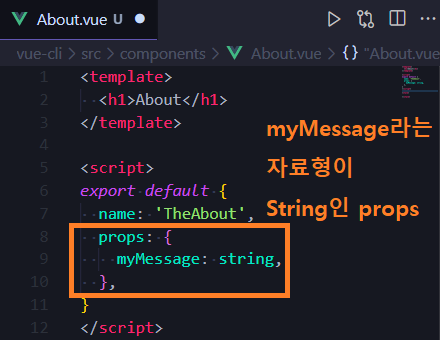 About.vue U
vue-cli > src > components > About.vue > {} "About.vue
1 <template>
2 <h1>About</h1>
3 </template>
4
5 <script>
6 export default {
7 name: 'TheAbout',
8 props: {
9 myMessage: string,
10 },
11 }
12 </script>
myMessage라는
자료형이
String인 props